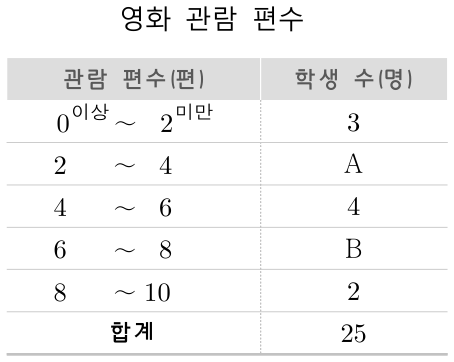 영화 관람 편수
관람 편수(편) 학생 수(명)
0이상 ~ 2미만 3
2 ~ 4 A
4 ~ 6 4
6 ~ 8 B
8 ~ 10 2
합계 25